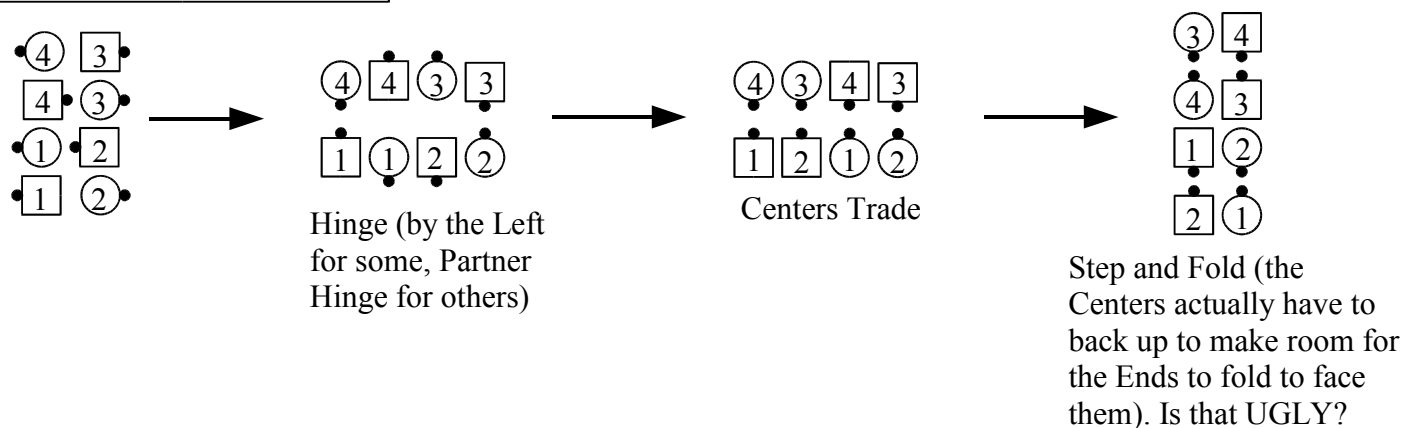 4 3
4 3
1 2
1 2
4 4 3 3
1 1 2 2
Hinge (by the Left
for some, Partner
Hinge for others)
4 3 4 3
1 2 1 2
Centers Trade
3 4
4 3
1 2
2 1
Step and Fold (the
Centers actually have to
back up to make room for
the Ends to fold to face
them). Is that UGLY?